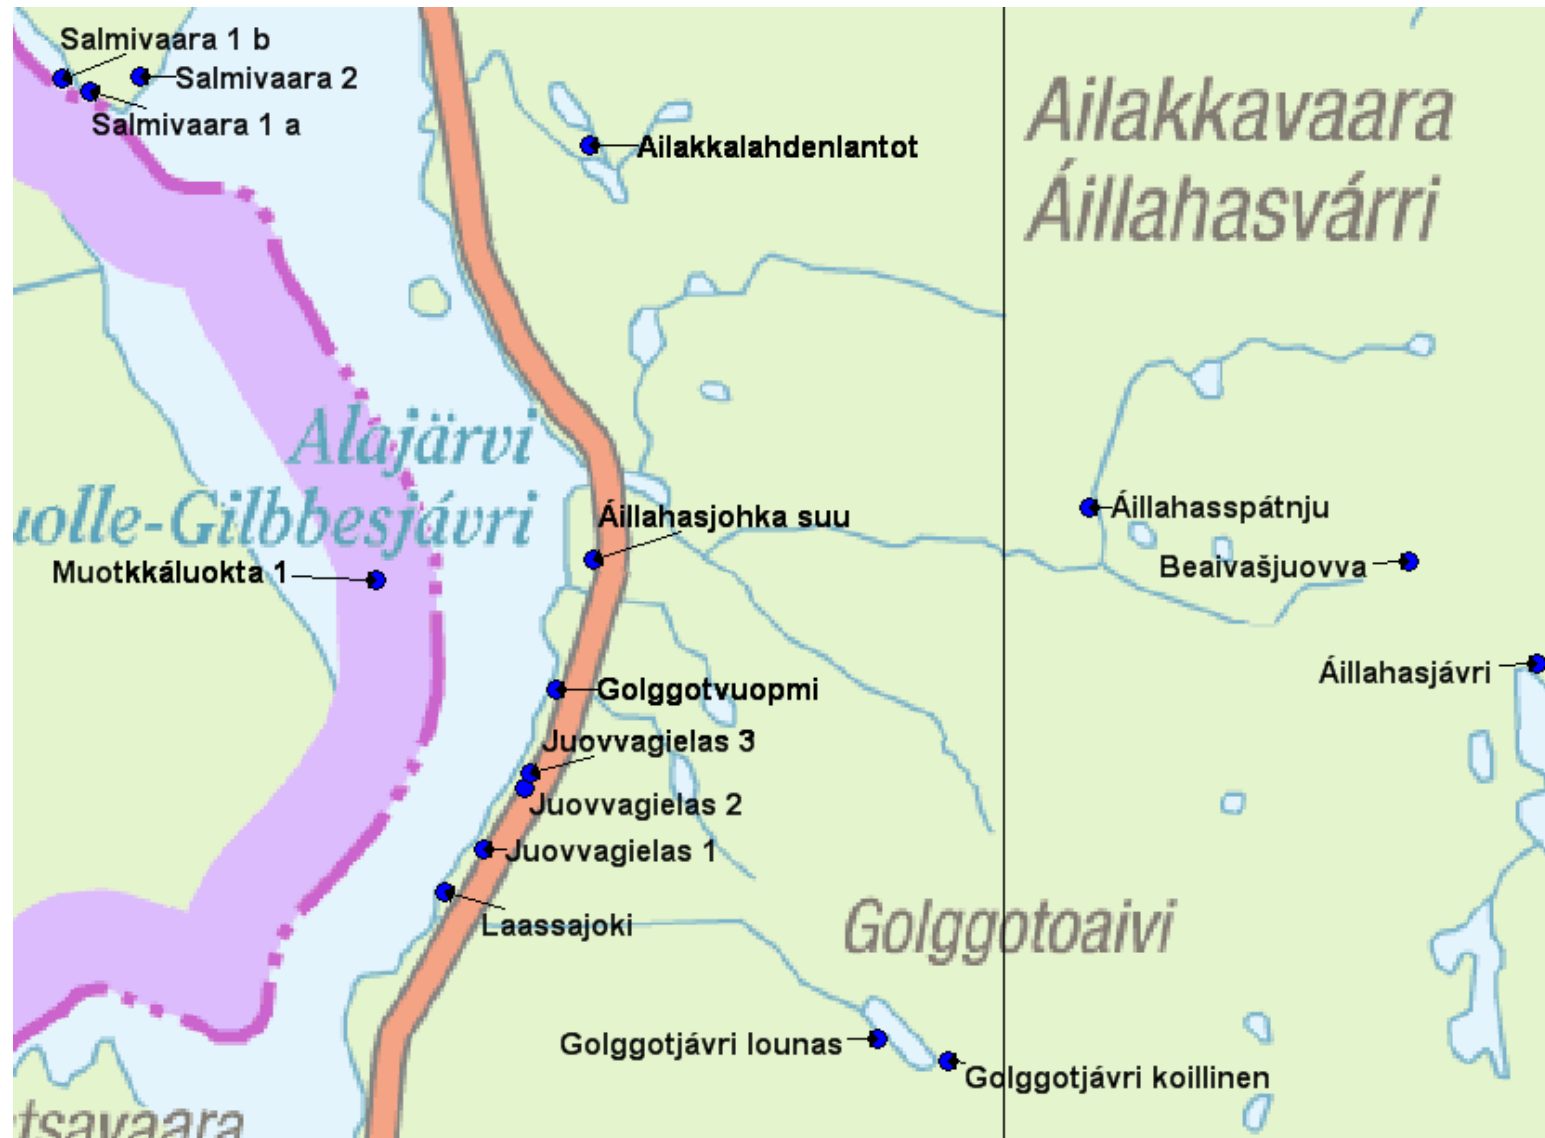 Salmivaara 1 b
Salmivaara 2
Salmivaara 1 a
Ailakkalahdenlantot
Ailakkavaara
Áillahasvárri
Alajärvi
uolle-Gilbbesjávri
Áillahasjohka suu
Áillahasspátnju
Muotkkáluokta 1
Beaivašjuovva
Áillahasjávri
Golggotvuopmi
Juovvagielas 3
Juovvagielas 2
Juovvagielas 1
Laassajoki
Golggotoaivi
Golggotjávri lounas
Golggotjávri koillinen
tsavaara